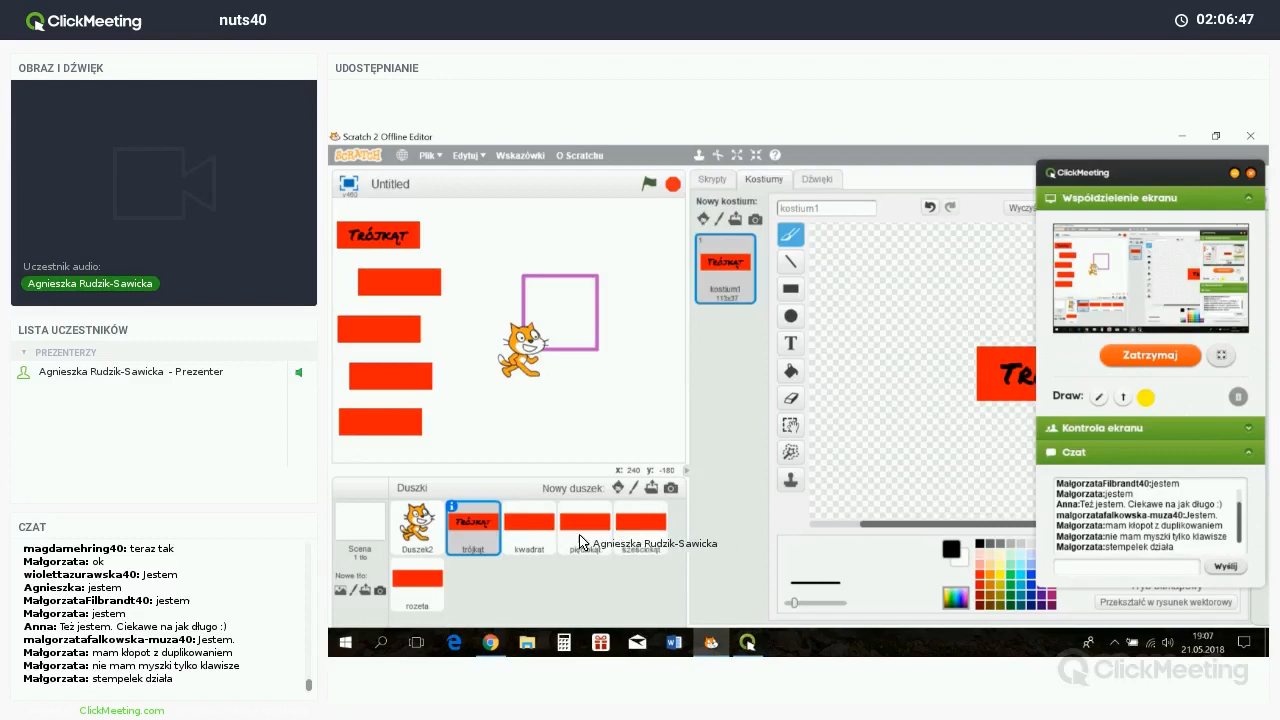 ClickMeeting
nuts40
02:06:47
OBRAZ I DŹWIĘK
UDOSTĘPNIANIE
Uczestnik audio:
Agnieszka Rudzik-Sawicka
LISTA UCZESTNIKÓW
PREZENTERZY
Agnieszka Rudzik-Sawicka - Prezenter
CZAT
magdamehring40: teraz tak
Małgorzata: ok
wiolettazurawska40: Jestem
Agnieszka: jestem
MałgorzataFilbrandt40: jestem
Małgorzata: jestem
Anna: Też jestem. Ciekawe na jak długo :)
malgorzatafalkowska-muza40: Jestem.
Małgorzata: mam kłopot z duplikowaniem
Małgorzata: nie mam myszki tylko klawisze
Małgorzata: stempelek działa
ClickMeeting.com
Scratch 2 Offline Editor
SCRATCH
Plik
Edytuj
Wskazówki
O Scratchu
Untitled
v460
TRÓJKĄT
x: 240 y: -180
Duszki
Nowy duszek:
Scena
1 tło
Nowe tło:
Duszek2
TRÓJKĄT
trójkąt
kwadrat
sześciokąt
rozeta
Agnieszka Rudzik-Sawicka
Skrypty
Kostiumy
Dźwięki
Nowy kostium:
1
TRÓJKĄT
kostium1
113x37
kostium1
T
Przekształć w rysunek wektorowy
ClickMeeting
Współdzielenie ekranu
Zatrzymaj
Draw:
Kontrola ekranu
Czat
MałgorzataFilbrandt40:jestem
Małgorzata:jestem
Anna:Też jestem. Ciekawe na jak długo :)
malgorzatafalkowska-muza40:Jestem.
Małgorzata:mam kłopot z duplikowaniem
Małgorzata:nie mam myszki tylko klawisze
Małgorzata:stempelek działa
Wyślij
19:07
21.05.2018
ClickMeeting